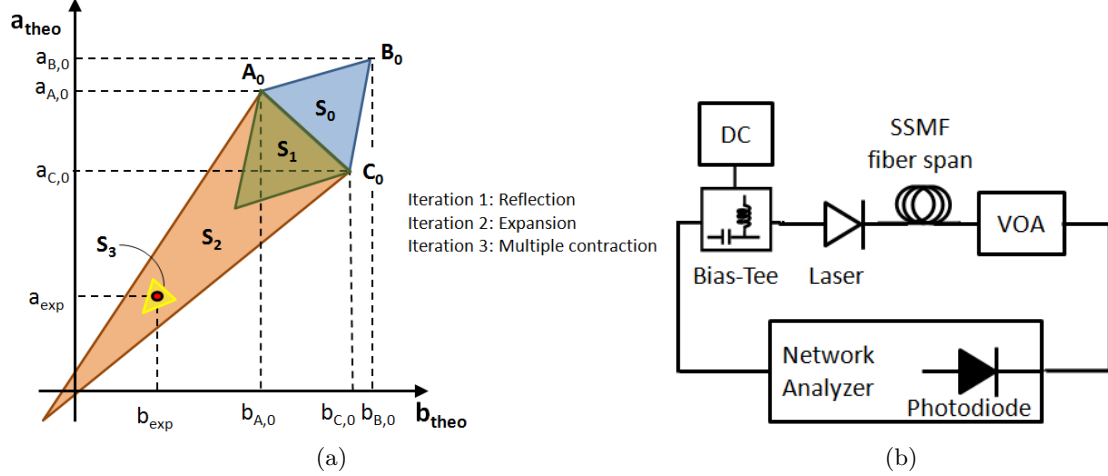 a_theo
a_B,0
a_A,0
a_C,0
a_exp
A_0
B_0
S_0
S_1
C_0
S_2
S_3
b_exp
b_A,0
b_C,0
b_B,0
b_theo
Iteration 1: Reflection
Iteration 2: Expansion
Iteration 3: Multiple contraction
(a)
DC
SSMF
fiber span
VOA
Bias-Tee
Laser
Network
Analyzer
Photodiode
(b)